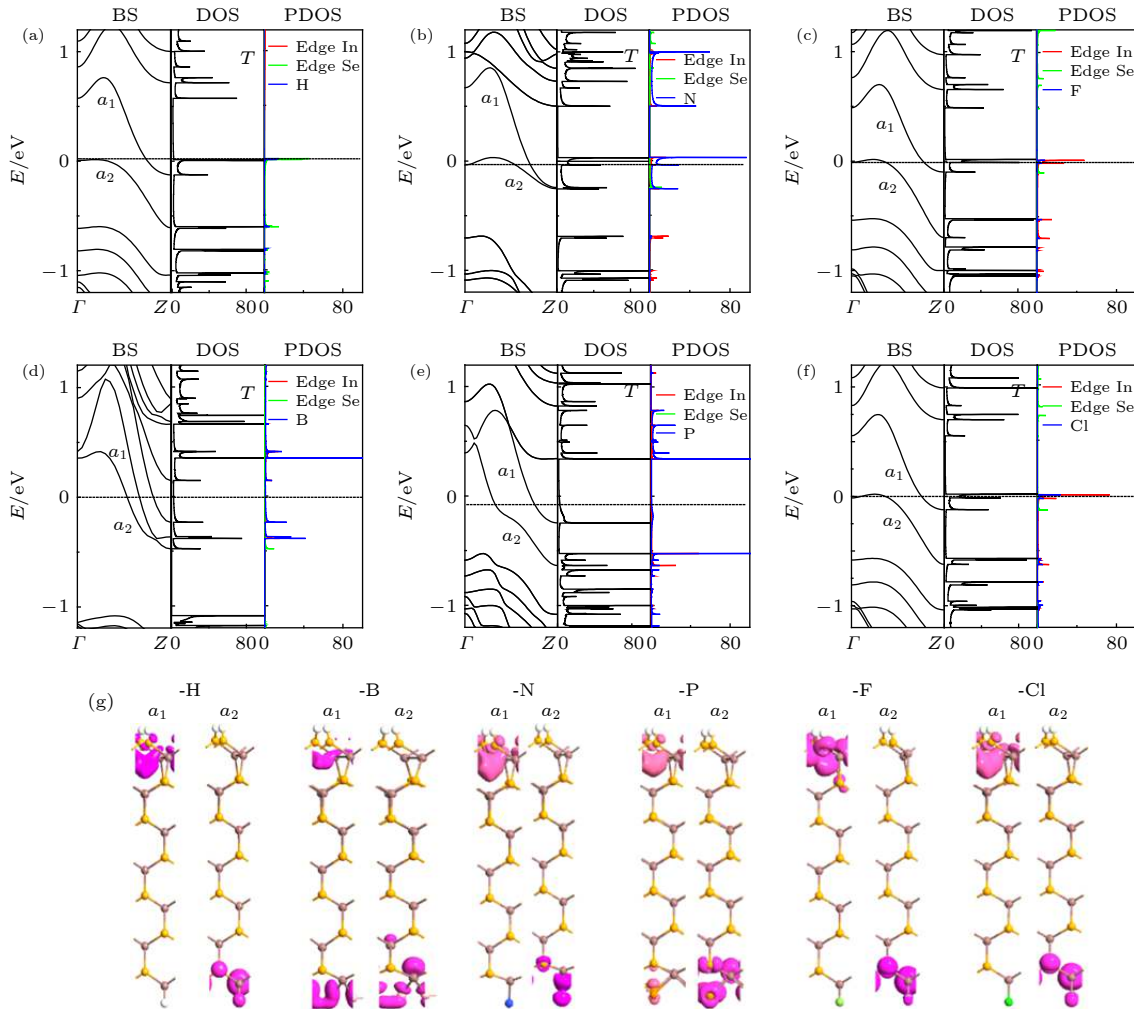 BS DOS PDOS BS DOS PDOS BS DOS PDOS
(a) (b) (c)
1 1 1
T Edge In T Edge In T Edge In
Edge Se Edge Se Edge Se
H N F
a1 a1 a1
E/eV E/eV E/eV
0 0 0
a2 a2 a2
−1 −1 −1
Γ Z 0 80 0 80 Γ Z 0 80 0 80 Γ Z 0 80 0 80
BS DOS PDOS BS DOS PDOS BS DOS PDOS
(d) (e) (f)
1 1 1
T Edge In T Edge In T Edge In
Edge Se Edge Se Edge Se
B P Cl
a1 a1 a1
E/eV E/eV E/eV
0 0 0
a2 a2 a2
−1 −1 −1
Γ Z 0 80 0 80 Γ Z 0 80 0 80 Γ Z 0 80 0 80
(g) -H -B -N -P -F -Cl
a1 a2 a1 a2 a1 a2 a1 a2 a1 a2 a1 a2